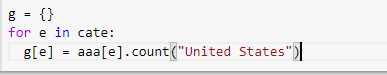 g = {}
for e in cate:
  g[e] = aaa[e].count("United States")